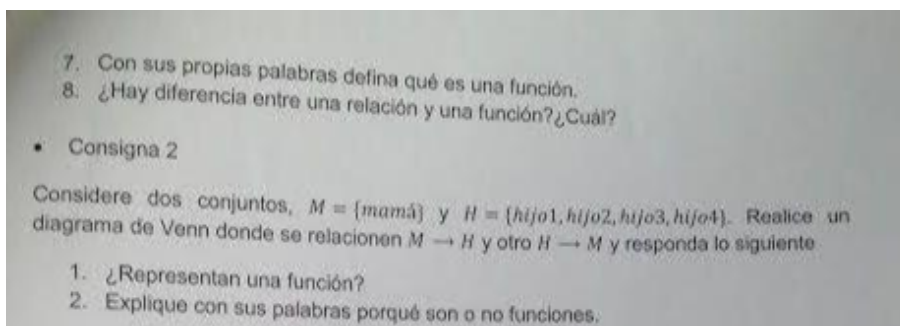 7. Con sus propias palabras defina qué es una función.
8. ¿Hay diferencia entre una relación y una función?¿Cuál?
• Consigna 2
Considere dos conjuntos, M = {mamá} y H = {hijo1, hijo2, hijo3, hijo4}. Realice un
diagrama de Venn donde se relacionen M → H y otro H → M y responda lo siguiente
1. ¿Representan una función?
2. Explique con sus palabras porqué son o no funciones.